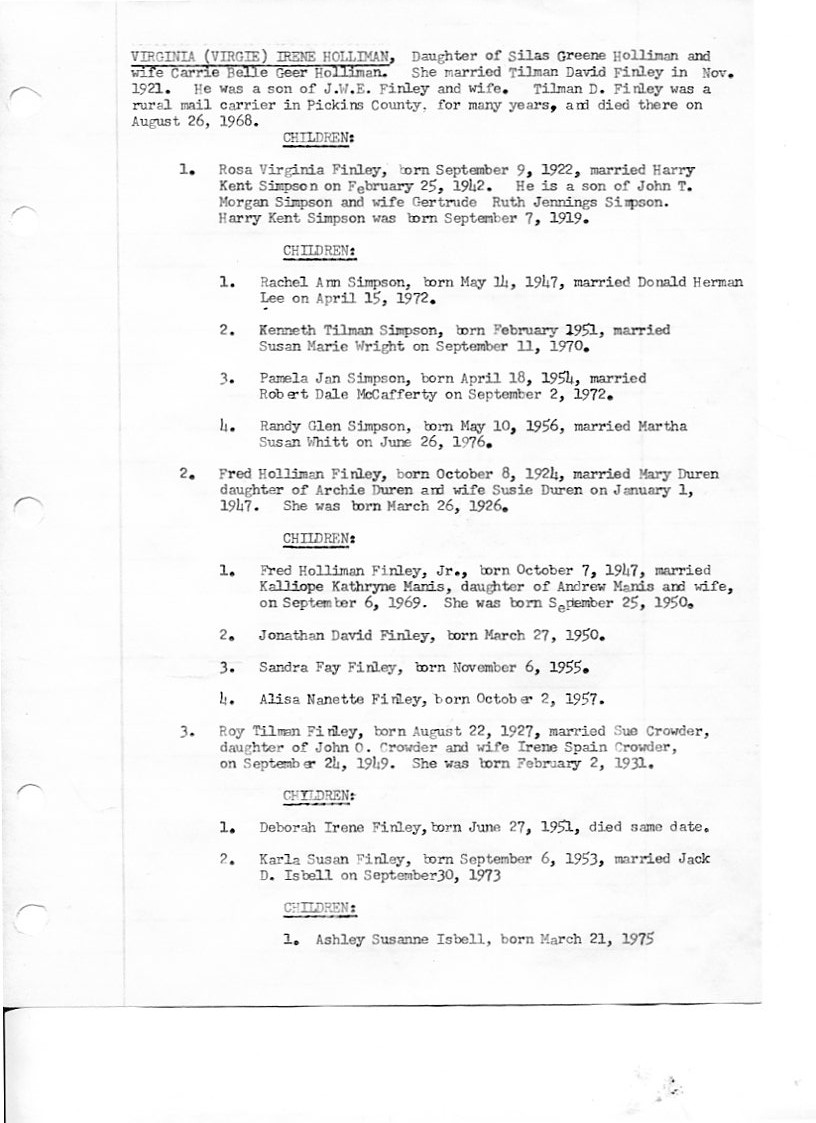 VIRGINIA (VIRGIE) IRENE HOLLIMAN, Daughter of Silas Greene Holliman and
wife Carrie Belle Geer Holliman. She married Tilman David Finley in Nov.
1921. He was a son of J.W.E. Finley and wife. Tilman D. Finley was a
rural mail carrier in Pickins County. for many years, and died there on
August 26, 1968.
CHILDREN:
1. Rosa Virginia Finley, born September 9, 1922, married Harry
Kent Simpson on February 25, 1942. He is a son of John T.
Morgan Simpson and wife Gertrude Ruth Jennings Simpson.
Harry Kent Simpson was born September 7, 1919.
CHILDREN:
1. Rachel Ann Simpson, born May 14, 1947, married Donald Herman
Lee on April 15, 1972.
2. Kenneth Tilman Simpson, born February 1951, married
Susan Marie Wright on September 11, 1970.
3. Pamela Jan Simpson, born April 18, 1954, married
Robert Dale McCafferty on September 2, 1972.
4. Randy Glen Simpson, born May 10, 1956, married Martha
Susan Whitt on June 26, 1976.
2. Fred Holliman Finley, born October 8, 1924, married Mary Duren
daughter of Archie Duren and wife Susie Duren on January 1,
1947. She was born March 26, 1926.
CHILDREN:
1. Fred Holliman Finley, Jr., born October 7, 1947, married
Kalliope Kathryne Manis, daughter of Andrew Manis and wife,
on September 6, 1969. She was born September 25, 1950.
2. Jonathan David Finley, born March 27, 1950.
3. Sandra Fay Finley, born November 6, 1955.
4. Alisa Nanette Finley, born October 2, 1957.
3. Roy Tilman Finley, born August 22, 1927, married Sue Crowder,
daughter of John O. Crowder and wife Irene Spain Crowder,
on September 24, 1949. She was born February 2, 1931.
CHILDREN:
1. Deborah Irene Finley, born June 27, 1951, died same date.
2. Karla Susan Finley, born September 6, 1953, married Jack
D. Isbell on September30, 1973
CHILDREN:
1. Ashley Susanne Isbell, born March 21, 1975